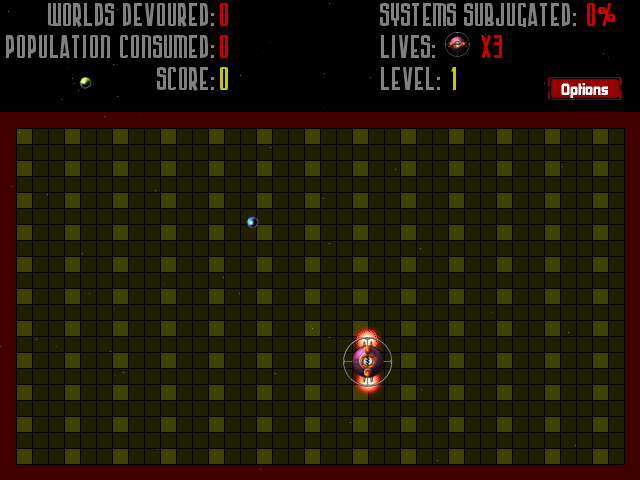 WORLDS DEVOURED: 0
POPULATION CONSUMED: 0
SCORE: 0
SYSTEMS SUBJUGATED: 0%
LIVES: X3
LEVEL: 1
Options